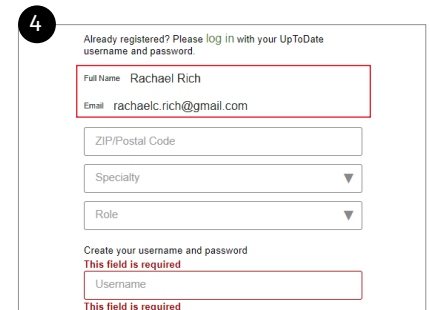 4
Already registered? Please log in with your UpToDate
username and password.
Full Name Rachael Rich
Email rachaelc.rich@gmail.com
ZIP/Postal Code
Specialty
Role
Create your username and password
This field is required
Username
This field is required